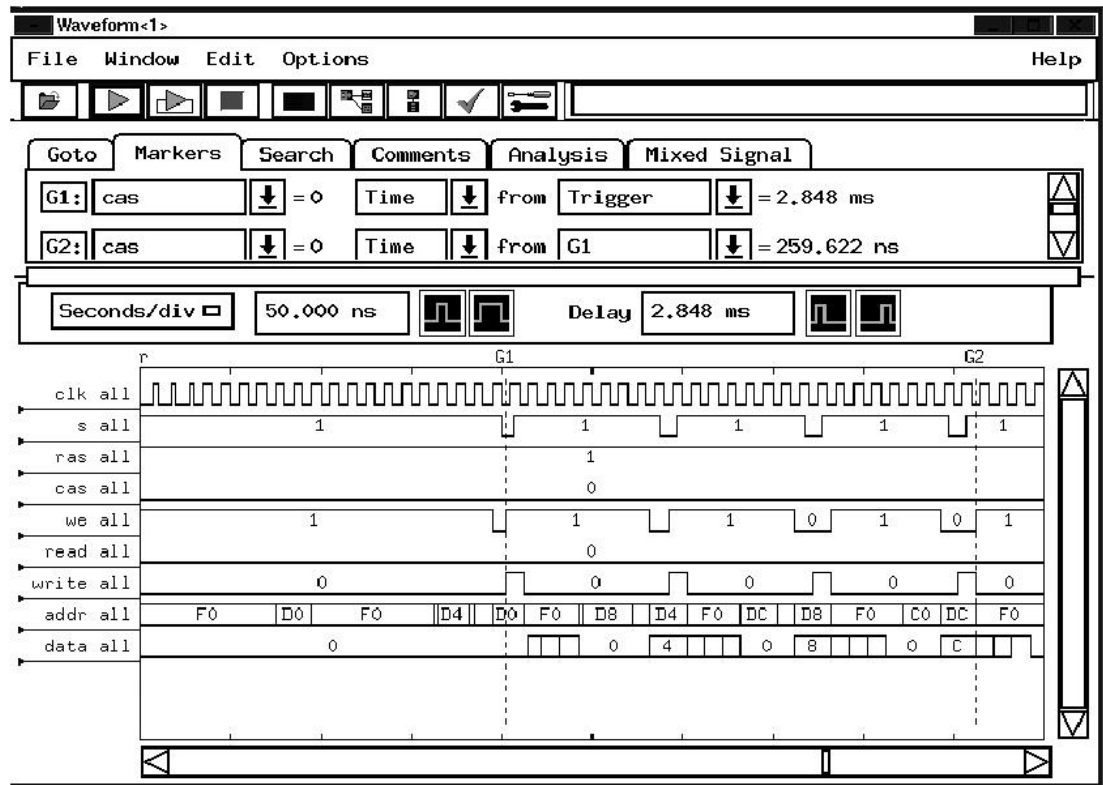 Waveform<1>
File Window Edit Options Help
Goto Markers Search Comments Analysis Mixed Signal
G1: cas = 0 Time from Trigger = 2.848 ms
G2: cas = 0 Time from G1 = 259.622 ns
Seconds/div 50.000 ns Delay 2.848 ms
r G1 G2
clk all
s all 1 1 1 1 1
ras all 1
cas all 0
we all 1 1 1 0 1 0 1
read all 0
write all 0 0 0 0 0
addr all F0 D0 F0 D4 D0 F0 D8 D4 F0 DC D8 F0 C0 DC F0
data all 0 0 4 0 8 0 C